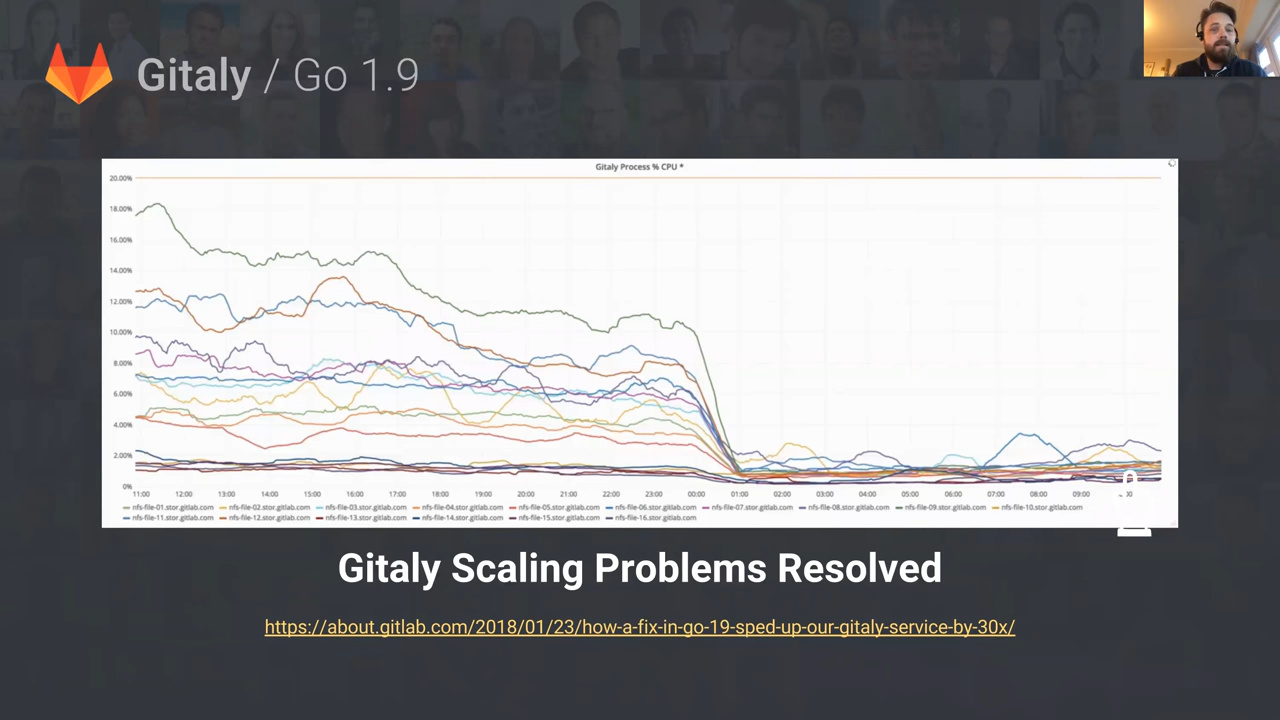 Gitaly / Go 1.9
Gitaly Process % CPU *
20.00%
18.00%
16.00%
14.00%
12.00%
10.00%
8.00%
6.00%
4.00%
2.00%
0%
11:00 12:00 13:00 14:00 15:00 16:00 17:00 18:00 19:00 20:00 21:00 22:00 23:00 00:00 01:00 02:00 03:00 04:00 05:00 06:00 07:00 08:00 09:00
nfs-file-01.stor.gitlab.com nfs-file-02.stor.gitlab.com nfs-file-03.stor.gitlab.com nfs-file-04.stor.gitlab.com nfs-file-05.stor.gitlab.com nfs-file-06.stor.gitlab.com nfs-file-07.stor.gitlab.com nfs-file-08.stor.gitlab.com nfs-file-09.stor.gitlab.com nfs-file-10.stor.gitlab.com
nfs-file-11.stor.gitlab.com nfs-file-12.stor.gitlab.com nfs-file-13.stor.gitlab.com nfs-file-14.stor.gitlab.com nfs-file-15.stor.gitlab.com nfs-file-16.stor.gitlab.com
Gitaly Scaling Problems Resolved
https://about.gitlab.com/2018/01/23/how-a-fix-in-go-19-sped-up-our-gitaly-service-by-30x/